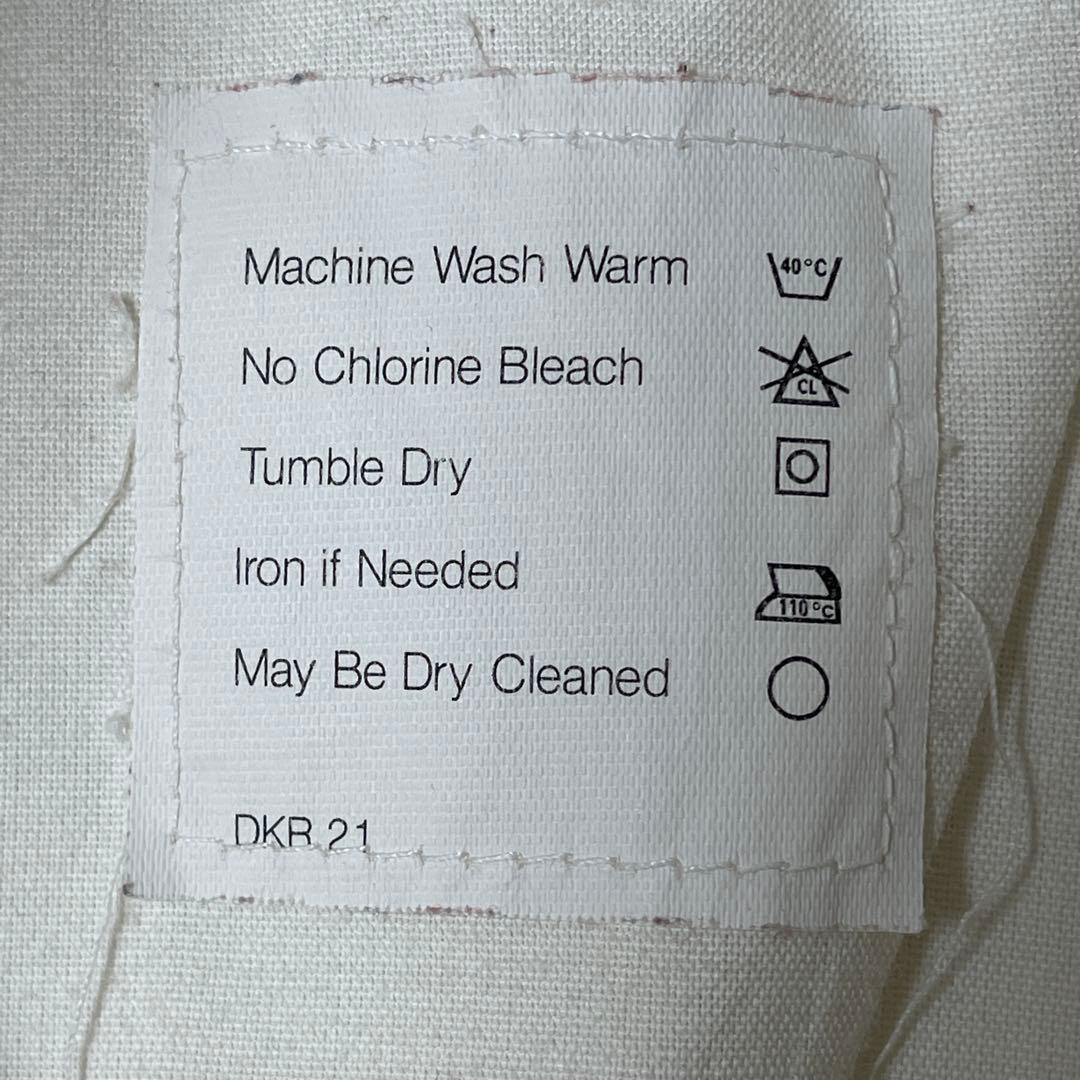 Machine Wash Warm 40°C
No Chlorine Bleach CL
Tumble Dry
Iron if Needed 110°C
May Be Dry Cleaned
DKR 21